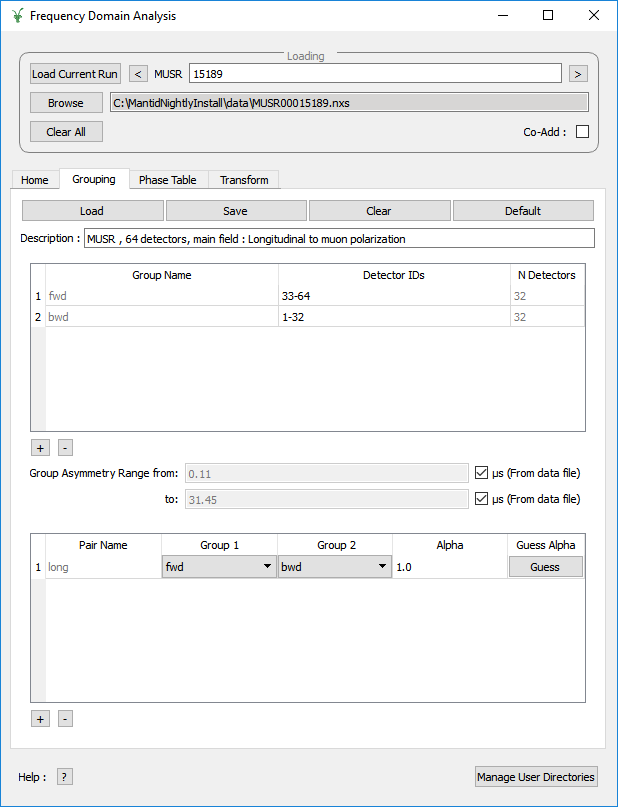 Frequency Domain Analysis
Loading
Load Current Run < MUSR 15189 >
Browse C:\MantidNightlyInstall\data\MUSR00015189.nxs
Clear All Co-Add :
Home Grouping Phase Table Transform
Load Save Clear Default
Description : MUSR , 64 detectors, main field : Longitudinal to muon polarization
Group Name Detector IDs N Detectors
1 fwd 33-64 32
2 bwd 1-32 32
+ -
Group Asymmetry Range from: 0.11 µs (From data file)
to: 31.45 µs (From data file)
Pair Name Group 1 Group 2 Alpha Guess Alpha
1 long fwd bwd 1.0 Guess
+ -
Help : ? Manage User Directories